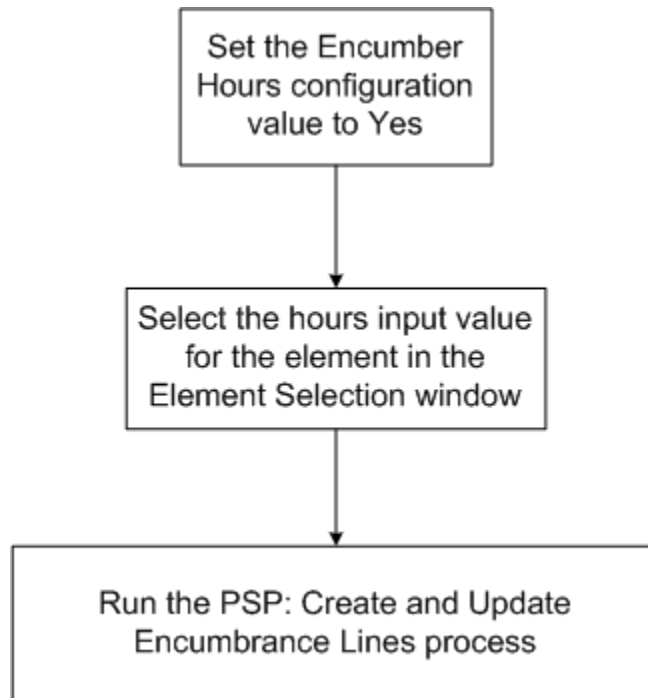 Set the Encumber
Hours configuration
value to Yes
Select the hours input value
for the element in the
Element Selection window
Run the PSP: Create and Update
Encumbrance Lines process